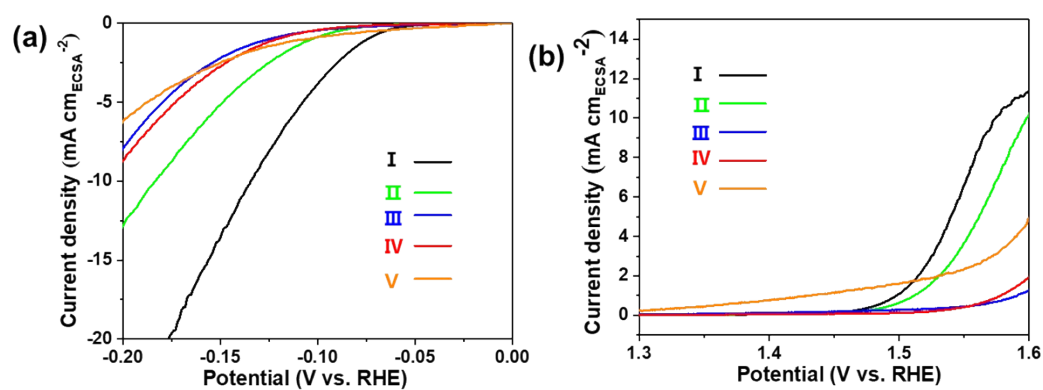 (a)
Current density (mA cm_ECSA^-2)
0
-5
-10
-15
-20
-0.20
-0.15
-0.10
-0.05
0.00
Potential (V vs. RHE)
I
II
III
IV
V
(b)
Current density (mA cm_ECSA^-2)
14
12
10
8
6
4
2
0
1.3
1.4
1.5
1.6
Potential (V vs. RHE)
I
II
III
IV
V